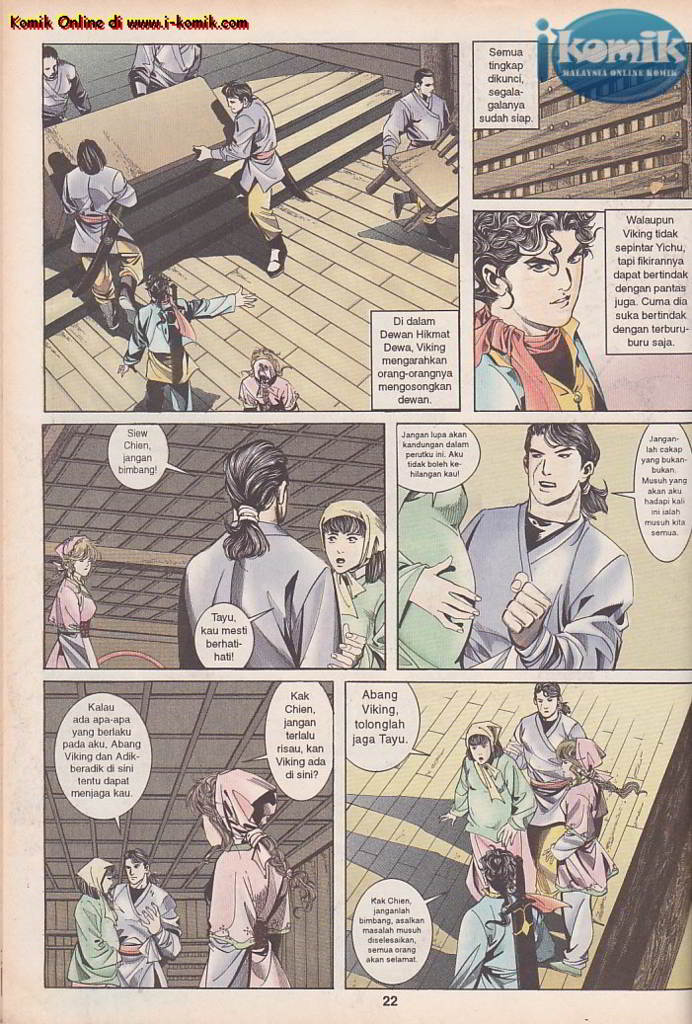 Komik Online di www.i-komik.com
ikomik
MALAYSIA ONLINE KOMIK
Di dalam
Dewan Hikmat
Dewa, Viking
mengarahkan
orang-orangnya
mengosongkan
dewan.
Semua
tingkap
dikunci,
segala-
galanya
sudah siap.
Walaupun
Viking tidak
sepintar Yichu,
tapi fikirannya
dapat bertindak
dengan pantas
juga. Cuma dia
suka bertindak
dengan terburu-
buru saja.
Siew
Chien,
jangan
bimbang!
Tayu,
kau mesti
berhati-
hati!
Jangan lupa akan
kandungan dalam
perutku ini. Aku
tidak boleh ke-
hilangan kau!
Jangan-
lah cakap
yang bukan-
bukan.
Musuh yang
akan aku
hadapi kali
ini ialah
musuh kita
semua.
Kalau
ada apa-apa
yang berlaku
pada aku, Abang
Viking dan Adik-
beradik di sini
tentu dapat
menjaga kau.
Kak
Chien,
jangan
terlalu
risau, kan
Viking ada
di sini?
Abang
Viking,
tolonglah
jaga Tayu.
Kak Chien,
janganlah
bimbang, asalkan
masalah musuh
diselesaikan,
semua orang
akan selamat.
22